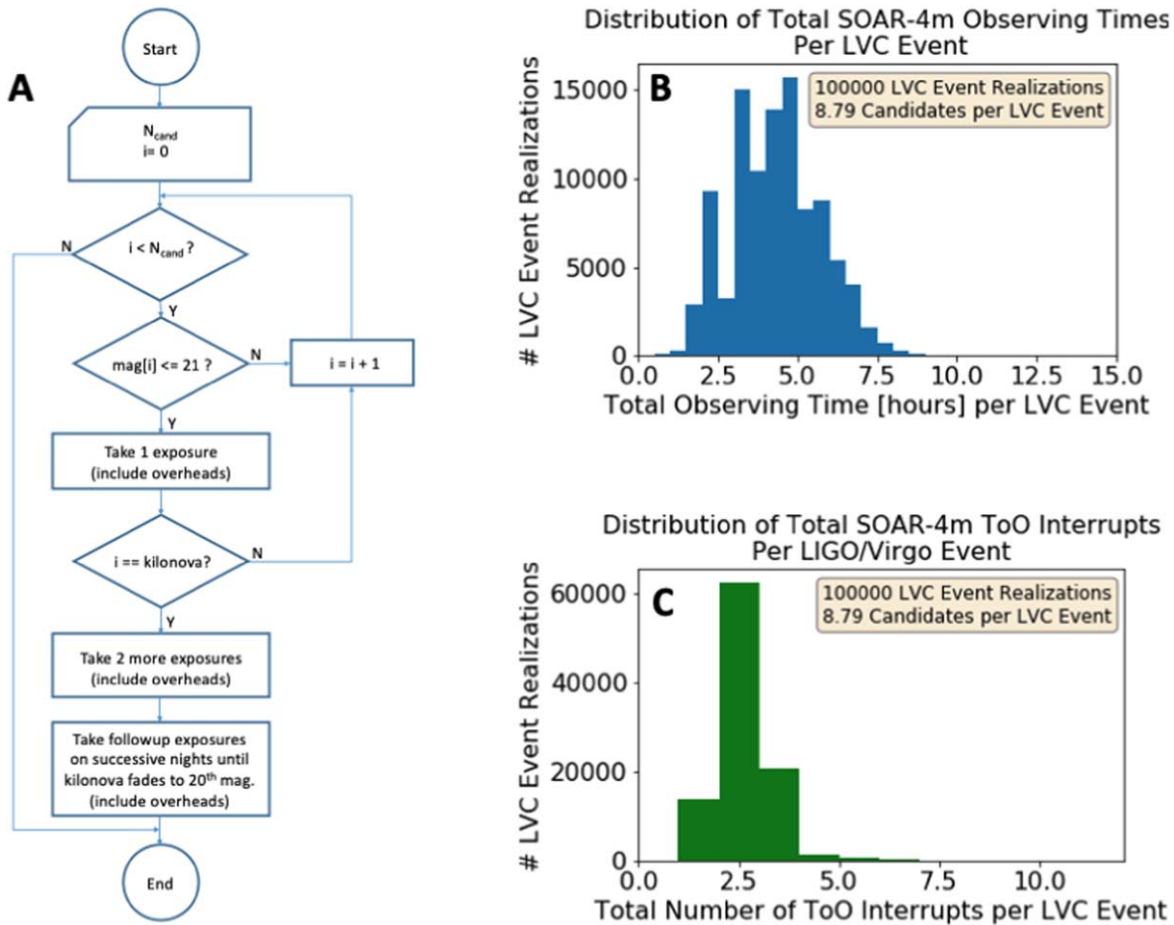 A
Start
N_cand
i= 0
i < N_cand ?
N
Y
mag[i] <= 21 ?
N
i = i + 1
Y
Take 1 exposure
(include overheads)
i == kilonova?
N
Y
Take 2 more exposures
(include overheads)
Take followup exposures
on successive nights until
kilonova fades to 20th mag.
(include overheads)
End
Distribution of Total SOAR-4m Observing Times
Per LVC Event
B
100000 LVC Event Realizations
8.79 Candidates per LVC Event
# LVC Event Realizations
15000
10000
5000
0
0.0 2.5 5.0 7.5 10.0 12.5 15.0
Total Observing Time [hours] per LVC Event
Distribution of Total SOAR-4m ToO Interrupts
Per LIGO/Virgo Event
C
100000 LVC Event Realizations
8.79 Candidates per LVC Event
# LVC Event Realizations
60000
40000
20000
0
0.0 2.5 5.0 7.5 10.0
Total Number of ToO Interrupts per LVC Event